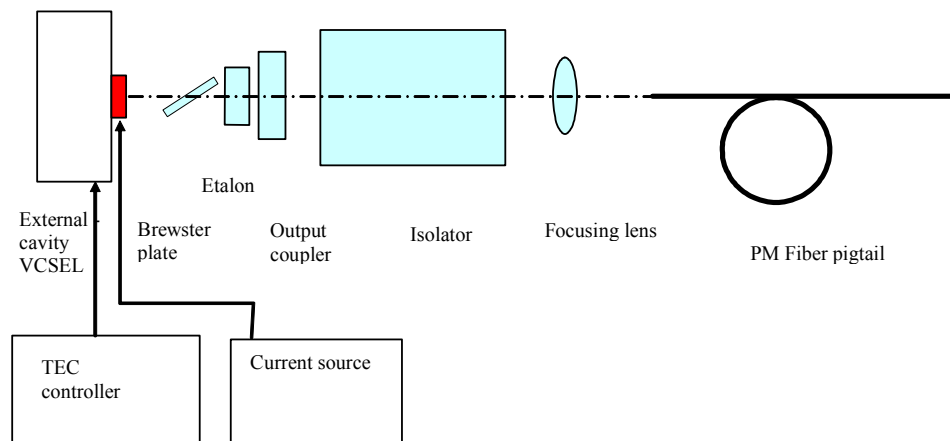 Etalon
External
cavity
VCSEL
Brewster
plate
Output
coupler
Isolator
Focusing lens
PM Fiber pigtail
TEC
controller
Current source